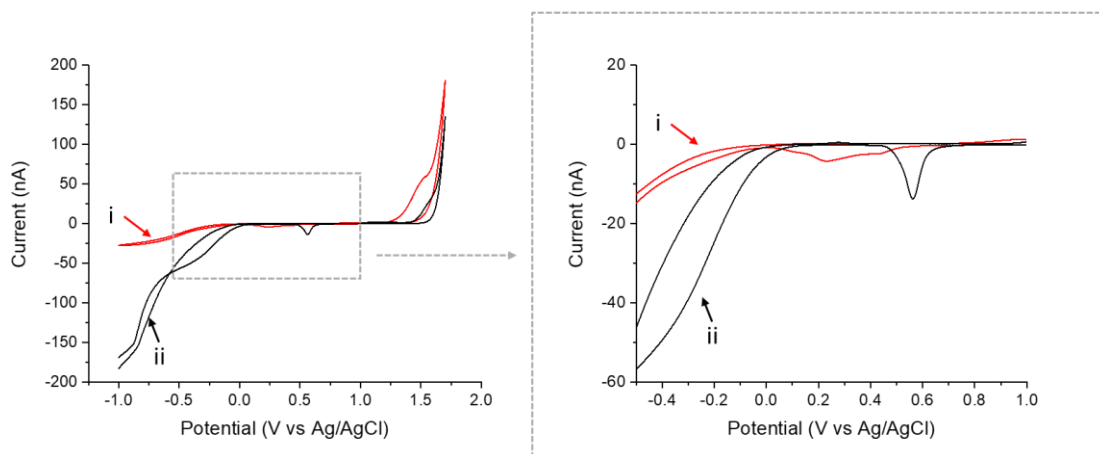 200
150
100
50
0
-50
-100
-150
-200
Current (nA)
i
ii
-1.0 -0.5 0.0 0.5 1.0 1.5 2.0
Potential (V vs Ag/AgCl)
20
0
-20
-40
-60
Current (nA)
i
ii
-0.4 -0.2 0.0 0.2 0.4 0.6 0.8 1.0
Potential (V vs Ag/AgCl)